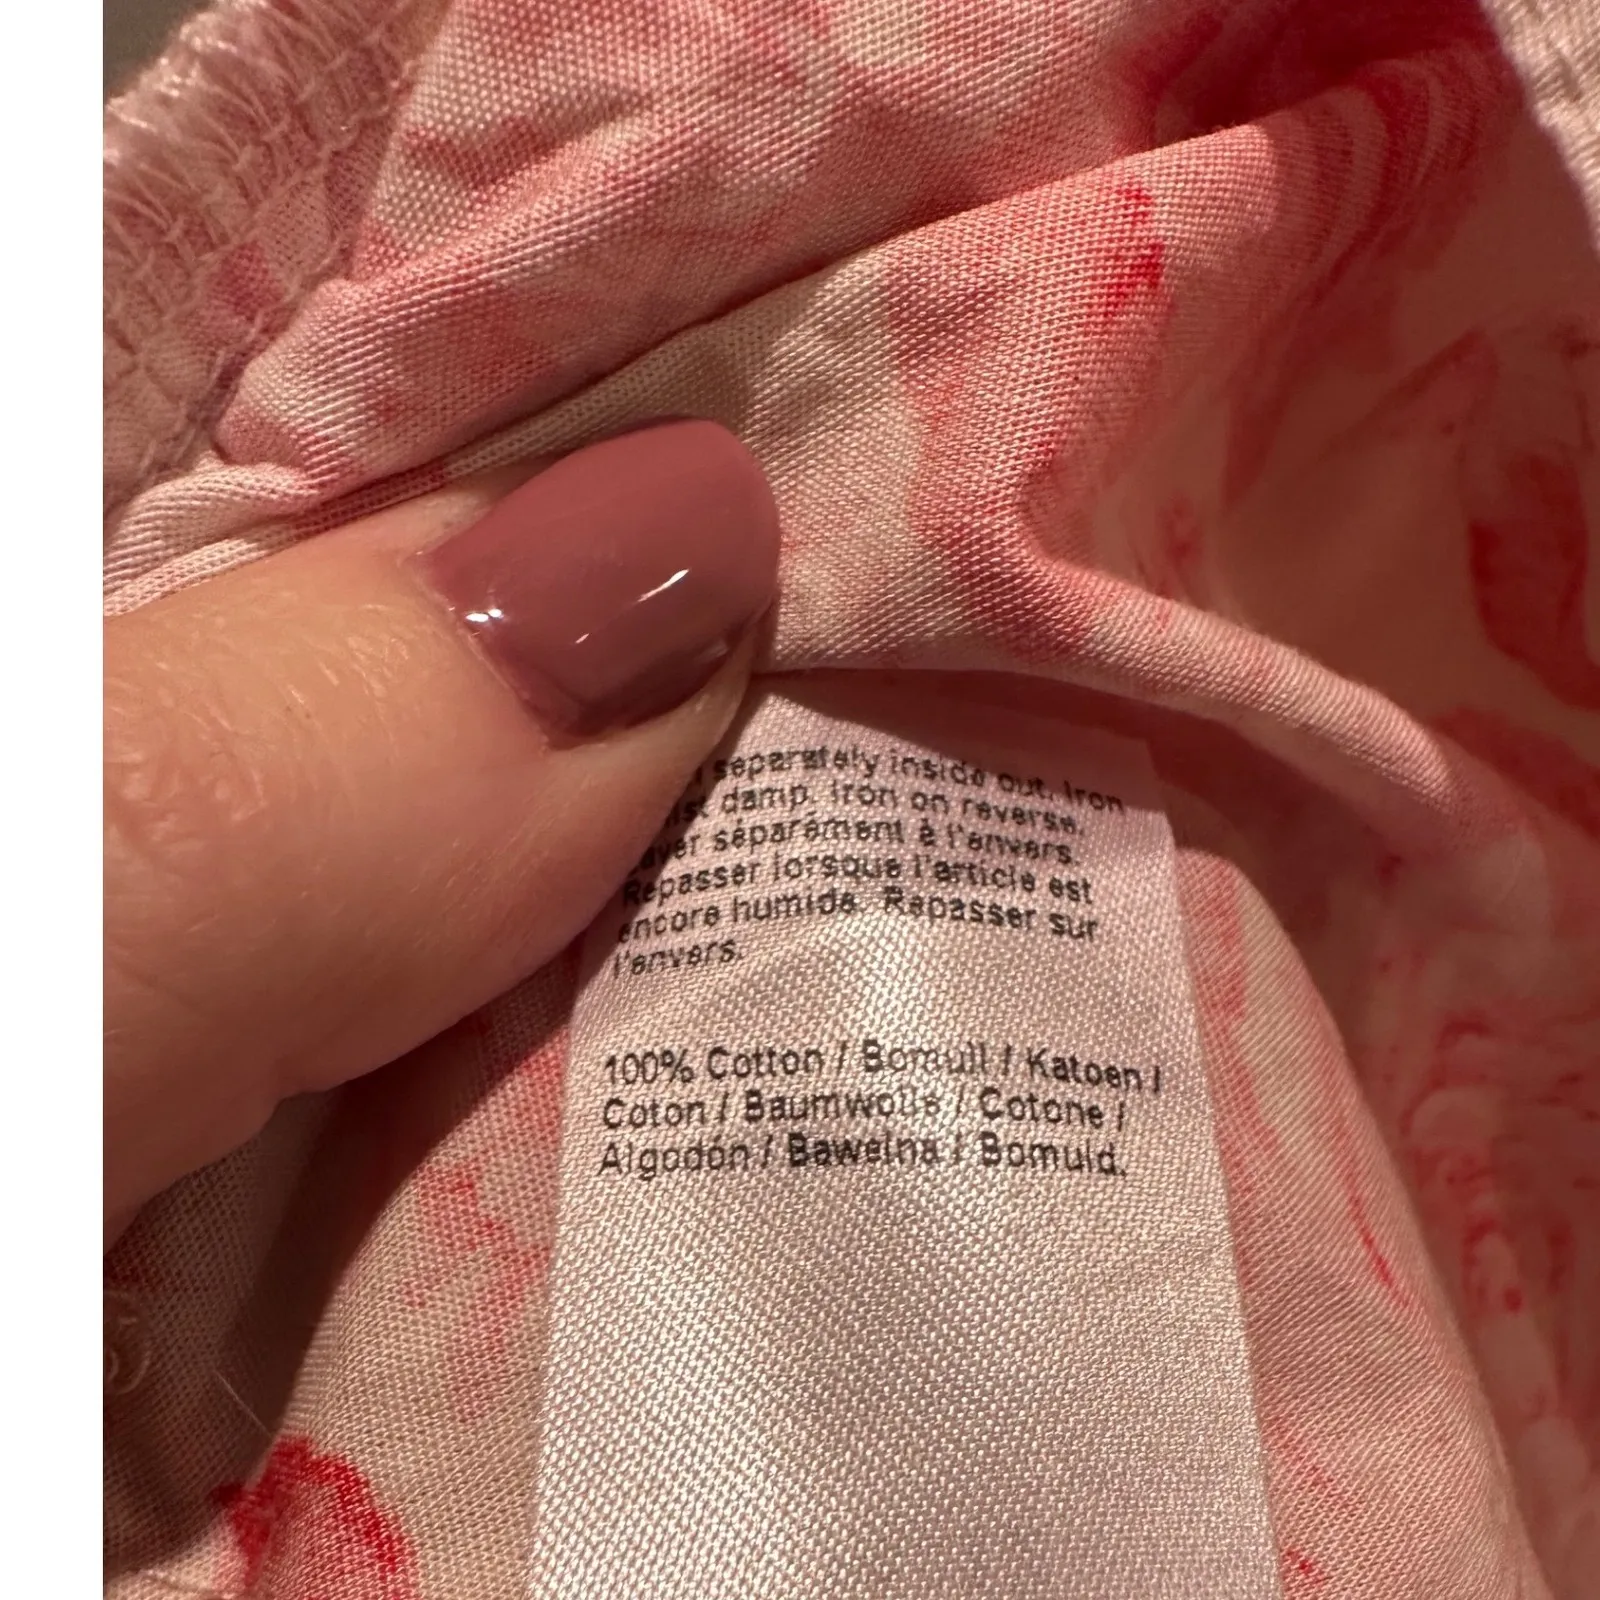 separately inside out. Iron
damp. Iron on reverse.
séparément à l'envers.
Repasser lorsque l'article est
encore humide. Repasser sur
l'envers.
100% Cotton / Bomull / Katoen /
Coton / Baumwolle / Cotone /
Algodón / Bawełna / Bomuld.